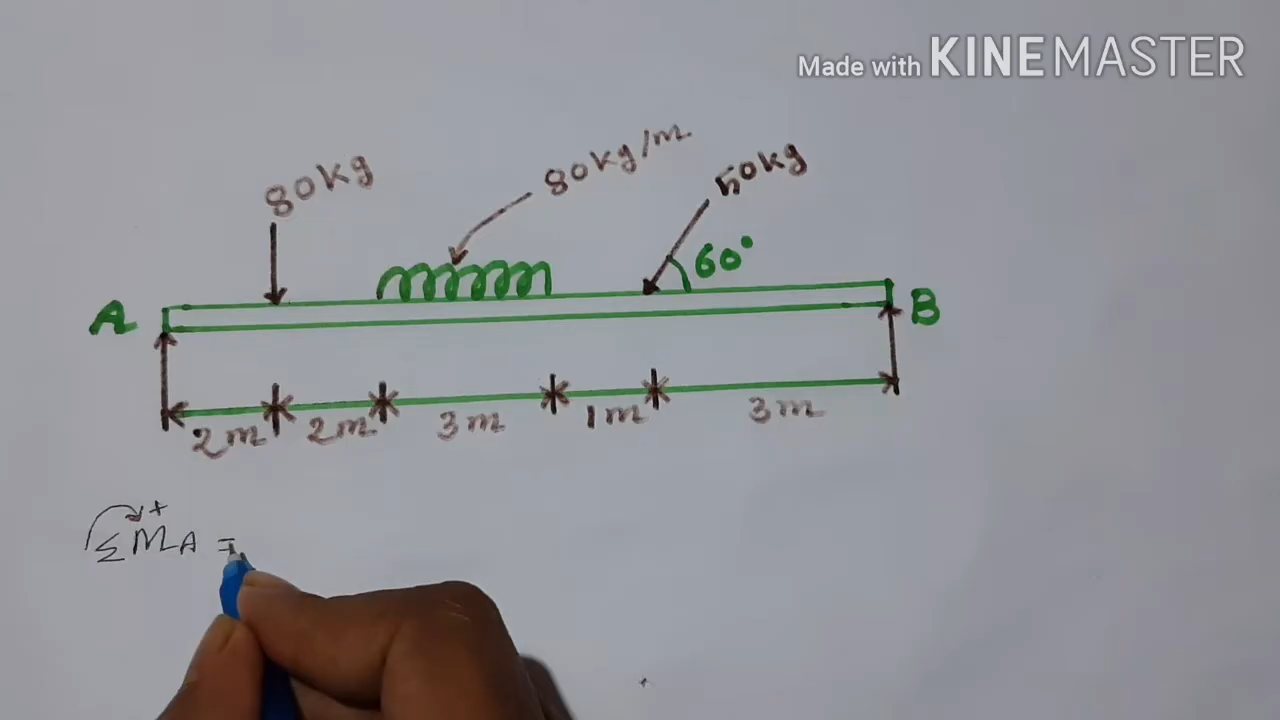 Made with KINEMASTER
80kg
80kg/m
50kg
60°
A
B
2m 2m 3m 1m 3m
+
ΣMA =